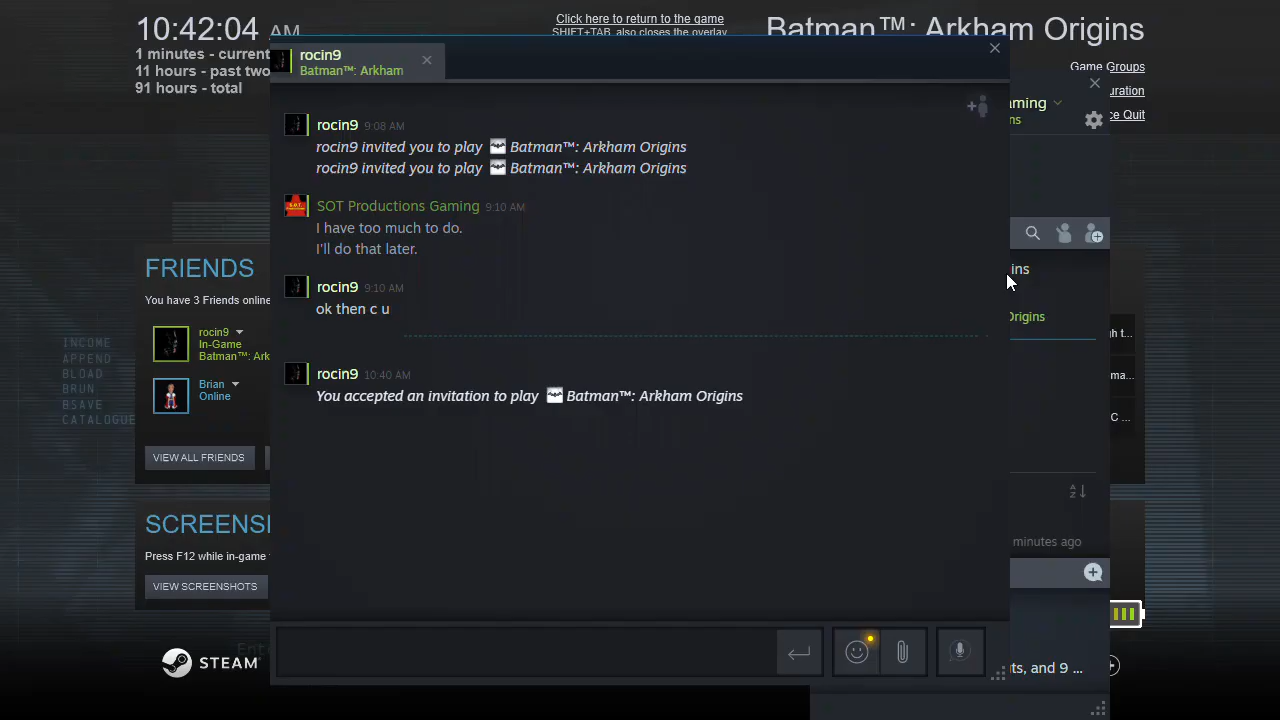 10:42:04 AM
1 minutes - current
11 hours - past two
91 hours - total
Click here to return to the game
SHIFT+TAB also closes the overlay
Batman™: Arkham Origins
Game Groups
uration
ce Quit
rocin9
Batman™: Arkham
aming
ns
rocin9 9:08 AM
rocin9 invited you to play Batman™: Arkham Origins
rocin9 invited you to play Batman™: Arkham Origins
SOT Productions Gaming 9:10 AM
I have too much to do.
I'll do that later.
rocin9 9:10 AM
ok then c u
rocin9 10:40 AM
You accepted an invitation to play Batman™: Arkham Origins
ins
Origins
gh t...
ma...
C ...
minutes ago
ts, and 9 ...
FRIENDS
You have 3 Friends online
rocin9
In-Game
Batman™: Ark
Brian
Online
VIEW ALL FRIENDS
INCOME
APPEND
BLOAD
BRUN
BSAVE
CATALOGUE
SCREENS
Press F12 while in-game
VIEW SCREENSHOTS
STEAM